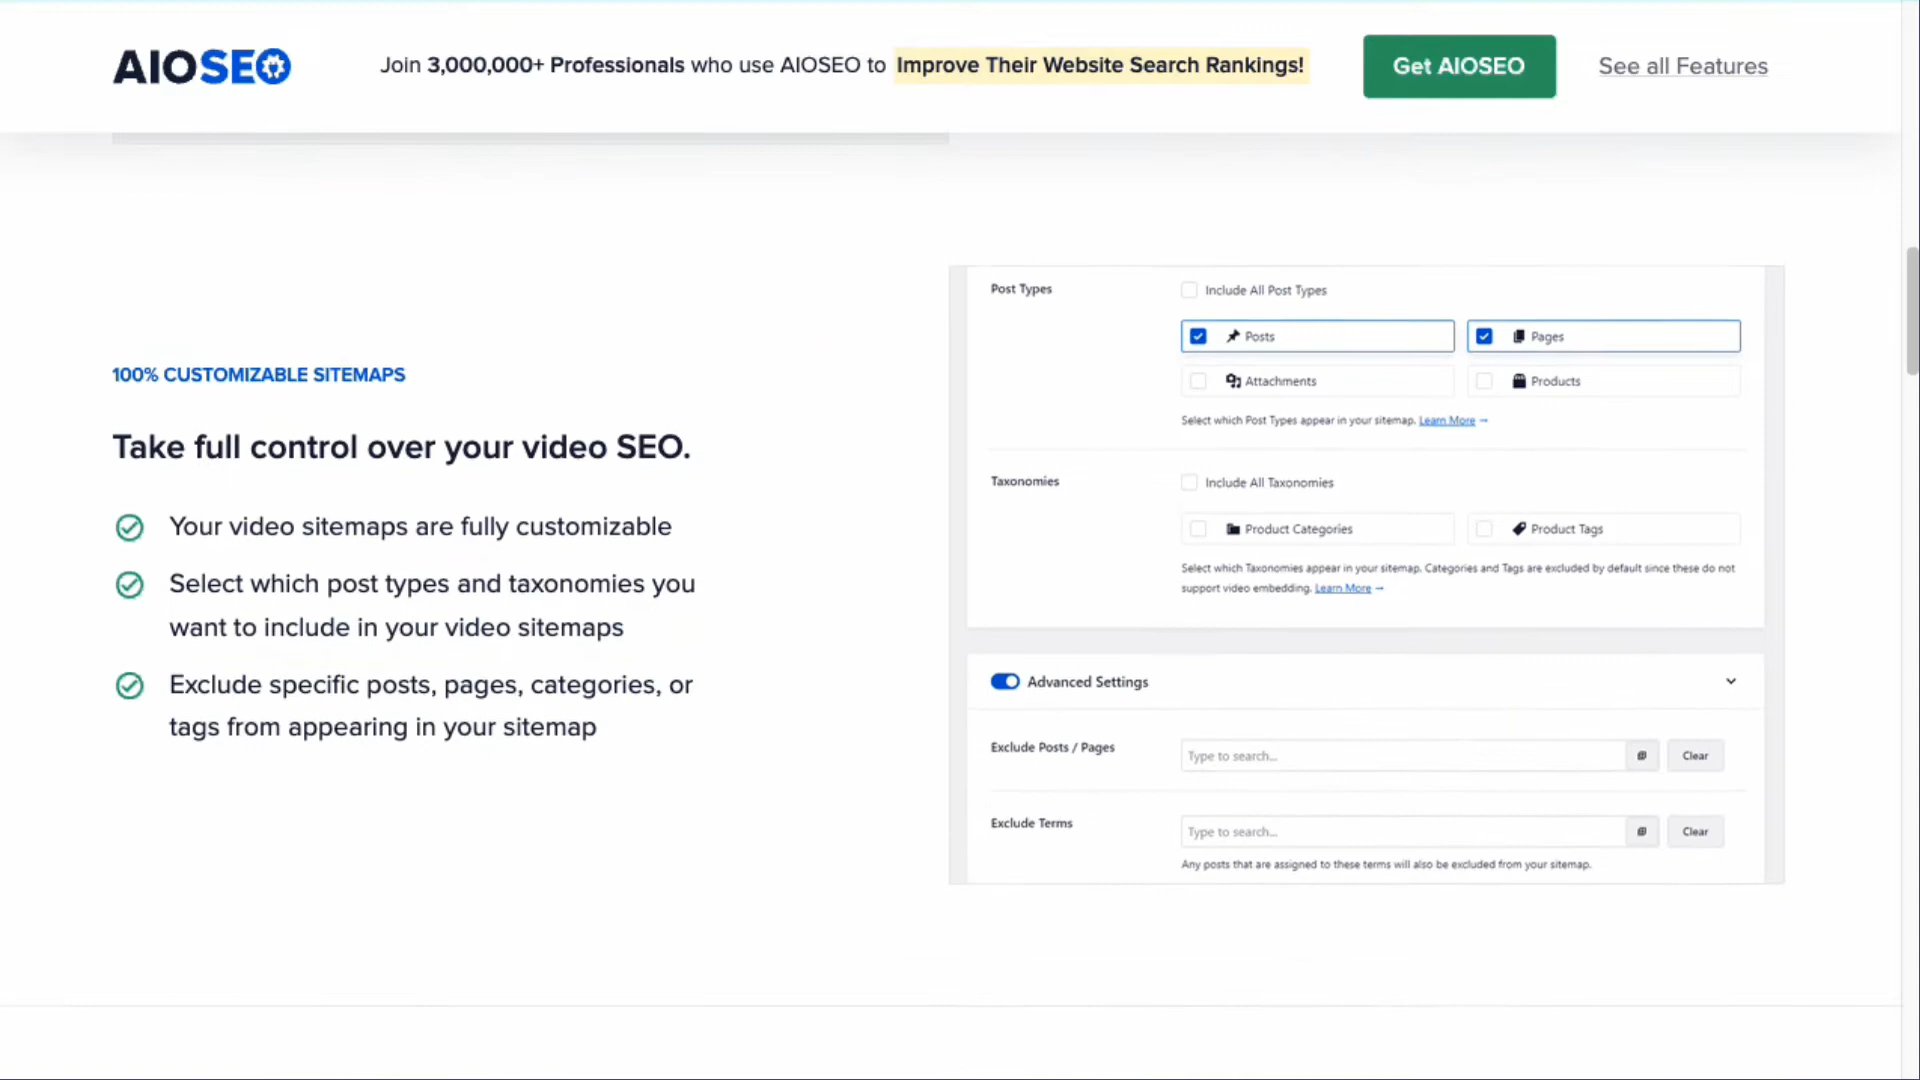 AIOSEO
Join 3,000,000+ Professionals who use AIOSEO to Improve Their Website Search Rankings!
Get AIOSEO
See all Features
100% CUSTOMIZABLE SITEMAPS
Take full control over your video SEO.
Your video sitemaps are fully customizable
Select which post types and taxonomies you
want to include in your video sitemaps
Exclude specific posts, pages, categories, or
tags from appearing in your sitemap
Post Types
Include All Post Types
Posts
Pages
Attachments
Products
Select which Post Types appear in your sitemap. Learn More →
Taxonomies
Include All Taxonomies
Product Categories
Product Tags
Select which Taxonomies appear in your sitemap. Categories and Tags are excluded by default since these do not
support video embedding. Learn More →
Advanced Settings
Exclude Posts / Pages
Type to search...
Clear
Exclude Terms
Type to search...
Clear
Any posts that are assigned to these terms will also be excluded from your sitemap.